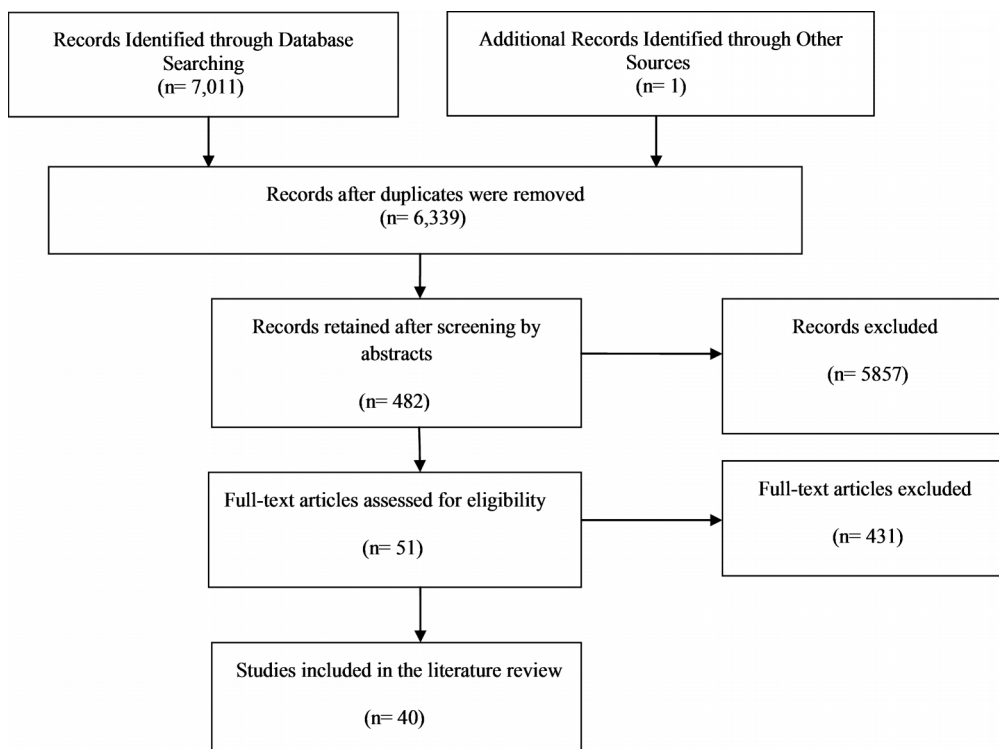 Records Identified through Database
Searching
(n= 7,011)
Additional Records Identified through Other
Sources
(n= 1)
Records after duplicates were removed
(n= 6,339)
Records retained after screening by
abstracts
(n= 482)
Records excluded
(n= 5857)
Full-text articles assessed for eligibility
(n= 51)
Full-text articles excluded
(n= 431)
Studies included in the literature review
(n= 40)